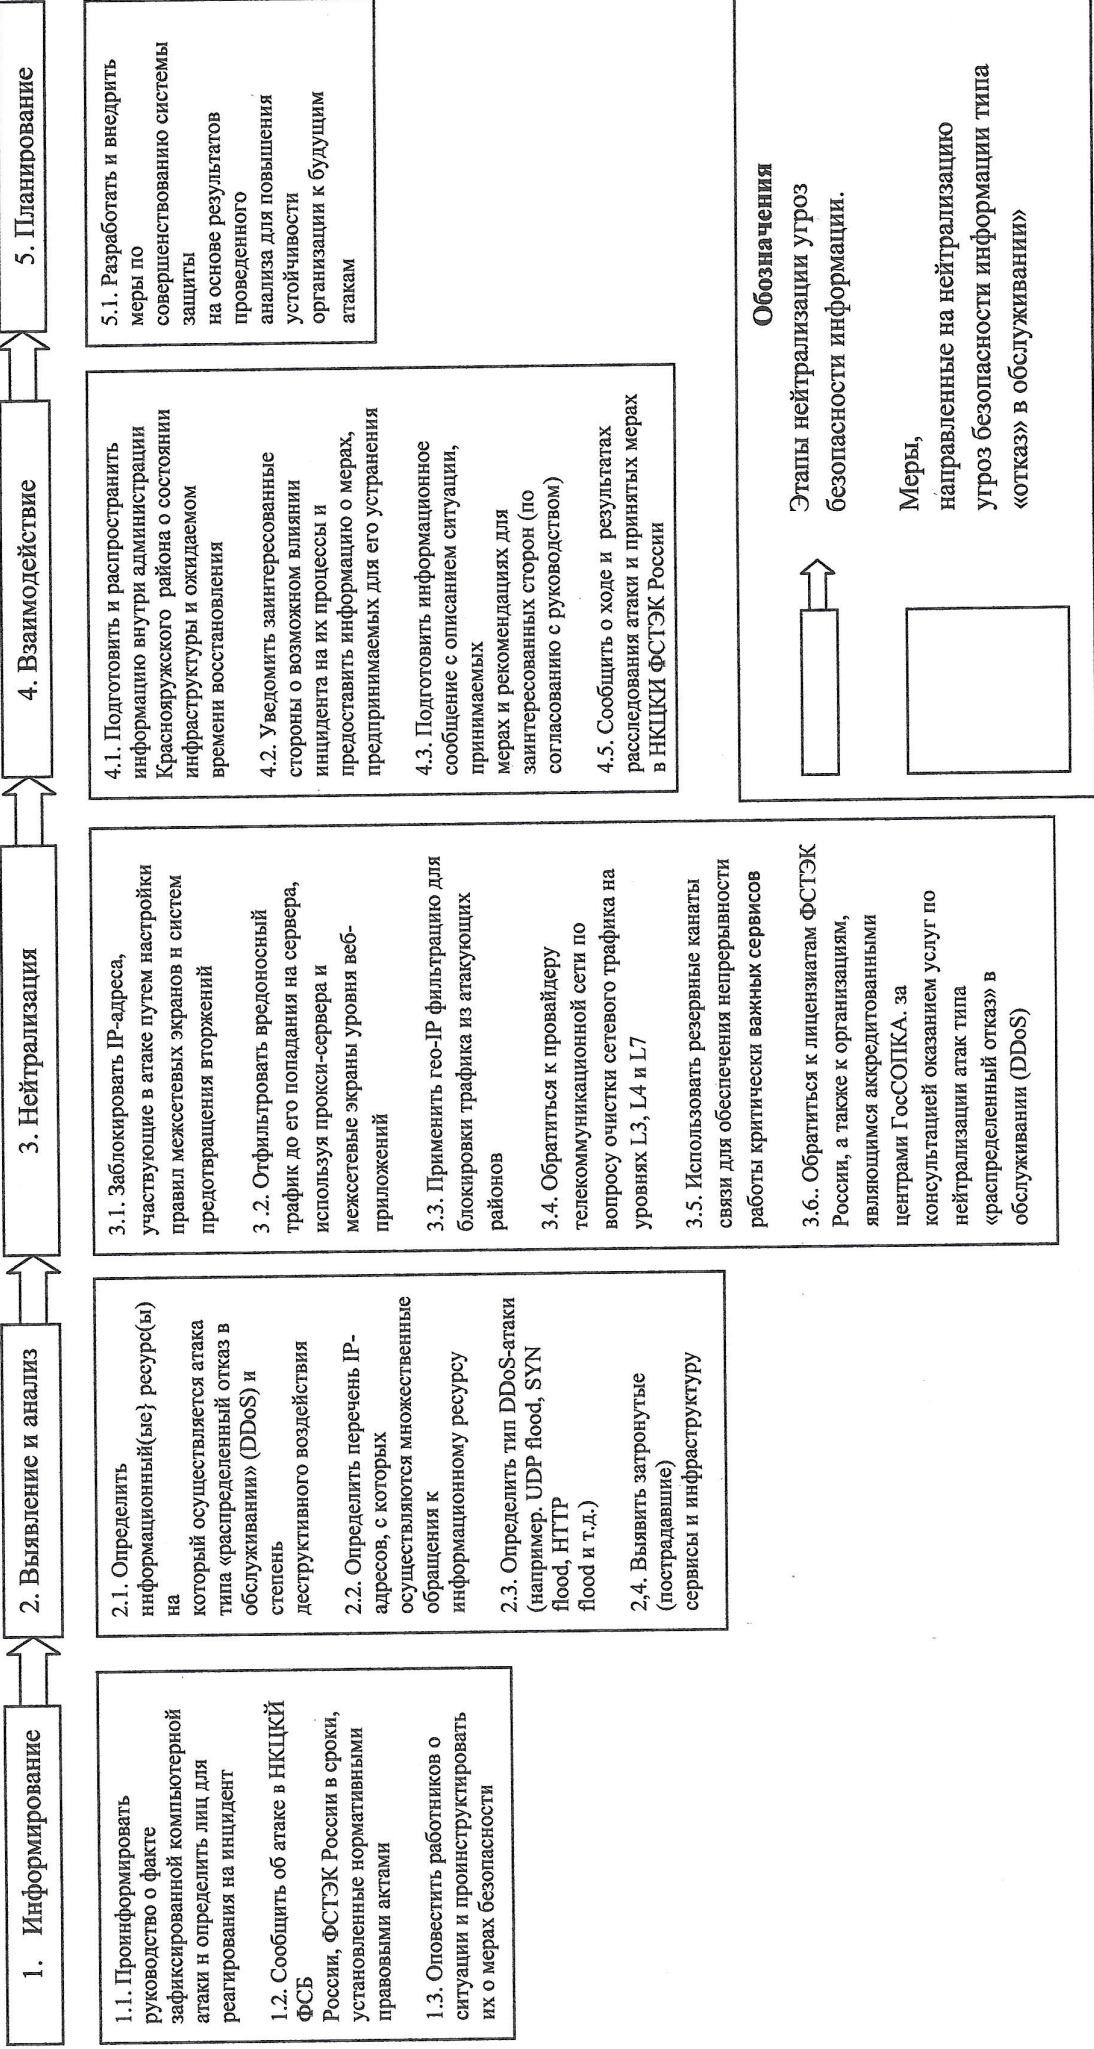 1. Информирование
2. Выявление и анализ
3. Нейтрализация
4. Взаимодействие
5. Планирование
1.1. Проинформировать
руководство о факте
зафиксированной компьютерной
атаки н определить лиц для
реагирования на инцидент
1.2. Сообщить об атаке в НКЦКЙ
ФСБ
России, ФСТЭК России в сроки,
установленные нормативными
правовыми актами
1.3. Оповестить работников о
ситуации и проинструктировать
их о мерах безопасности
2.1. Определить
ннформационный(ые} ресурс(ы)
на
который осуществляется атака
типа «распределенный отказ в
обслуживании» (DDoS) и
степень
деструктивного воздействия
2.2. Определить перечень IP-
адресов, с которых
осуществляются множественные
обращения к
информационному ресурсу
2.3. Определить тип DDoS-атаки
(например. UDP flood, SYN
flood, HTTP
flood и т.д.)
2,4. Выявить затронутые
(пострадавшие)
сервисы и инфраструктуру
3.1. Заблокировать IP-адреса,
участвующие в атаке путем настройки
правил межсетевых экранов н систем
предотвращения вторжений
3 .2. Отфильтровать вредоносный
трафик до его попадания на сервера,
используя прокси-сервера и
межсетевые экраны уровня веб-
приложений
3.3. Применить гео-IP фильтрацию для
блокировки трафика из атакующих
районов
3.4. Обратиться к провайдеру
телекоммуникационной сети по
вопросу очистки сетевого трафика на
уровнях L3, L4 и L7
3.5. Использовать резервные канаты
связи для обеспечения непрерывности
работы критически важных сервисов
3.6.. Обратиться к лицензиатам ФСТЭК
России, а также к организациям,
являющимся аккредитованными
центрами ГосСОПКА. за
консультацией оказанием услуг по
нейтрализации атак типа
«распределенный отказ» в
обслуживании (DDoS)
4.1. Подготовить и распространить
информацию внутри администрации
Краснояружского района о состоянии
инфраструктуры и ожидаемом
времени восстановления
4.2. Уведомить заинтересованные
стороны о возможном влиянии
инцидента на их процессы и
предоставить информацию о мерах,
предпринимаемых для его устранения
4.3. Подготовить информационное
сообщение с описанием ситуации,
принимаемых
мерах и рекомендациях для
заинтересованных сторон (по
согласованию с руководством)
4.5. Сообщить о ходе и результатах
расследования атаки и принятых мерах
в НКЦКИ ФСТЭК России
5.1. Разработать и внедрить
меры по
совершенствованию системы
защиты
на основе результатов
проведенного
анализа для повышения
устойчивости
организации к будущим
атакам
Обозначения
Этапы нейтрализации угроз
безопасности информации.
Меры,
направленные на нейтрализацию
угроз безопасности информации типа
«отказ» в обслуживании»